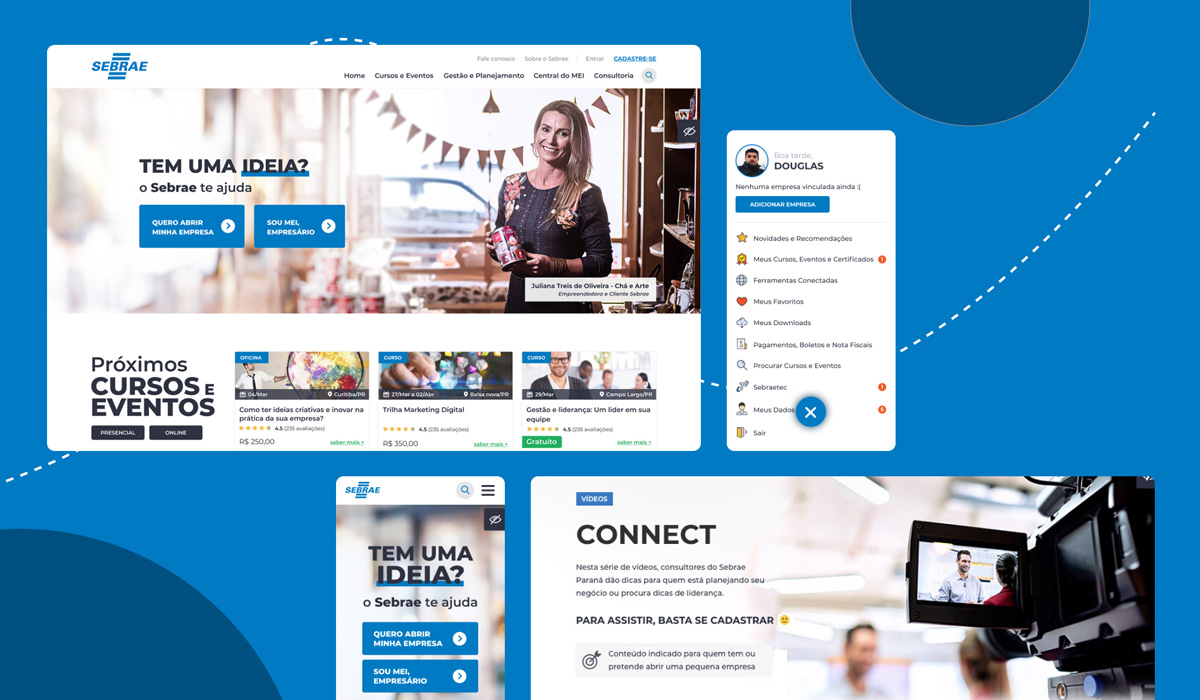 SEBRAE
Fale conosco
Sobre o Sebrae
Entrar
CADASTRE-SE
Home
Cursos e Eventos
Gestão e Planejamento
Central do MEI
Consultoria
TEM UMA IDEIA?
o Sebrae te ajuda
QUERO ABRIR
MINHA EMPRESA
SOU MEI,
EMPRESÁRIO
Juliana Treis de Oliveira - Chá e Arte
Empreendedora e Cliente Sebrae
Próximos
CURSOS E
EVENTOS
PRESENCIAL
ONLINE
OFICINA
04/Mar
Curitiba/PR
Como ter ideias criativas e inovar na
prática da sua empresa?
4.5 (235 avaliações)
R$ 250,00
saber mais +
CURSO
27/Mar a 02/Abr
Balsa nova/PR
Trilha Marketing Digital
4.5 (235 avaliações)
R$ 350,00
saber mais +
CURSO
29/Mar
Campo Largo/PR
Gestão e liderança: Um líder em sua
equipe
4.5 (235 avaliações)
Gratuito
saber mais +
Boa tarde,
DOUGLAS
Nenhuma empresa vinculada ainda :(
ADICIONAR EMPRESA
Novidades e Recomendações
Meus Cursos, Eventos e Certificados 1
Ferramentas Conectadas
Meus Favoritos
Meus Downloads
Pagamentos, Boletos e Nota Fiscais
Procurar Cursos e Eventos
Sebraetec 1
Meus Dados 5
Sair
SEBRAE
TEM UMA
IDEIA?
o Sebrae te ajuda
QUERO ABRIR
MINHA EMPRESA
SOU MEI,
EMPRESÁRIO
VÍDEOS
CONNECT
Nesta série de vídeos, consultores do Sebrae
Paraná dão dicas para quem está planejando seu
negócio ou procura dicas de liderança.
PARA ASSISTIR, BASTA SE CADASTRAR 🙂
Conteúdo indicado para quem tem ou
pretende abrir uma pequena empresa